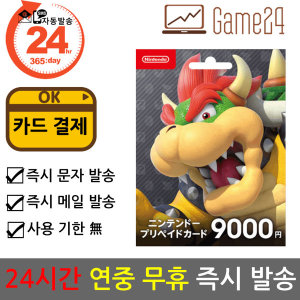 자동발송
24hr
365:day
Game24
OK
카드 결제
즉시 문자 발송
즉시 메일 발송
사용 기한 無
Nintendo
ニンテンドー
プリペイドカード 9000円
24시간 연중 무휴 즉시 발송